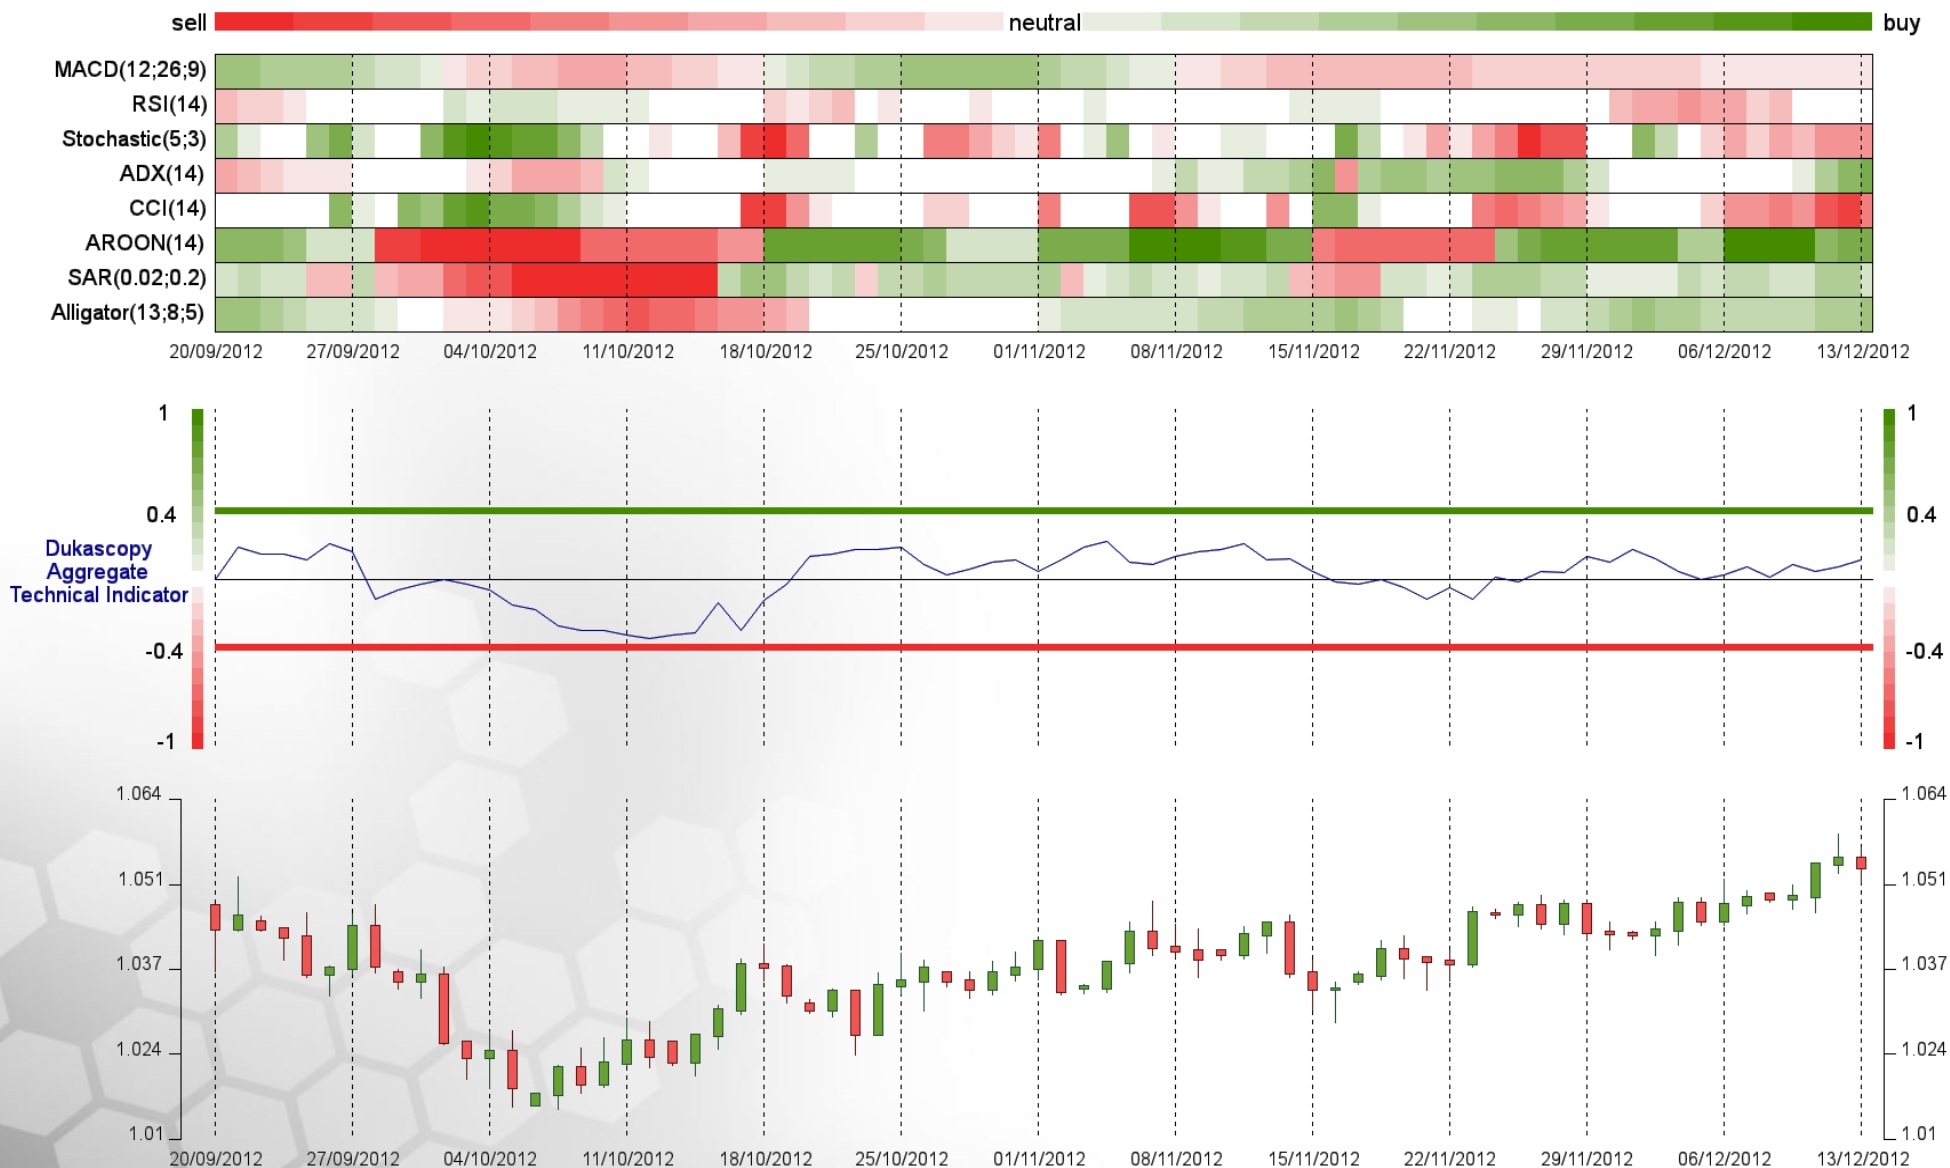 sell neutral buy
MACD(12;26;9)
RSI(14)
Stochastic(5;3)
ADX(14)
CCI(14)
AROON(14)
SAR(0.02;0.2)
Alligator(13;8;5)
20/09/2012 27/09/2012 04/10/2012 11/10/2012 18/10/2012 25/10/2012 01/11/2012 08/11/2012 15/11/2012 22/11/2012 29/11/2012 06/12/2012 13/12/2012
1 1
0.4 0.4
Dukascopy
Aggregate
Technical Indicator
-0.4 -0.4
-1 -1
1.064 1.064
1.051 1.051
1.037 1.037
1.024 1.024
1.01 1.01
20/09/2012 27/09/2012 04/10/2012 11/10/2012 18/10/2012 25/10/2012 01/11/2012 08/11/2012 15/11/2012 22/11/2012 29/11/2012 06/12/2012 13/12/2012